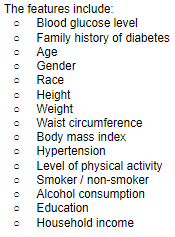 The features include:
○ Blood glucose level
○ Family history of diabetes
○ Age
○ Gender
○ Race
○ Height
○ Weight
○ Waist circumference
○ Body mass index
○ Hypertension
○ Level of physical activity
○ Smoker / non-smoker
○ Alcohol consumption
○ Education
○ Household income